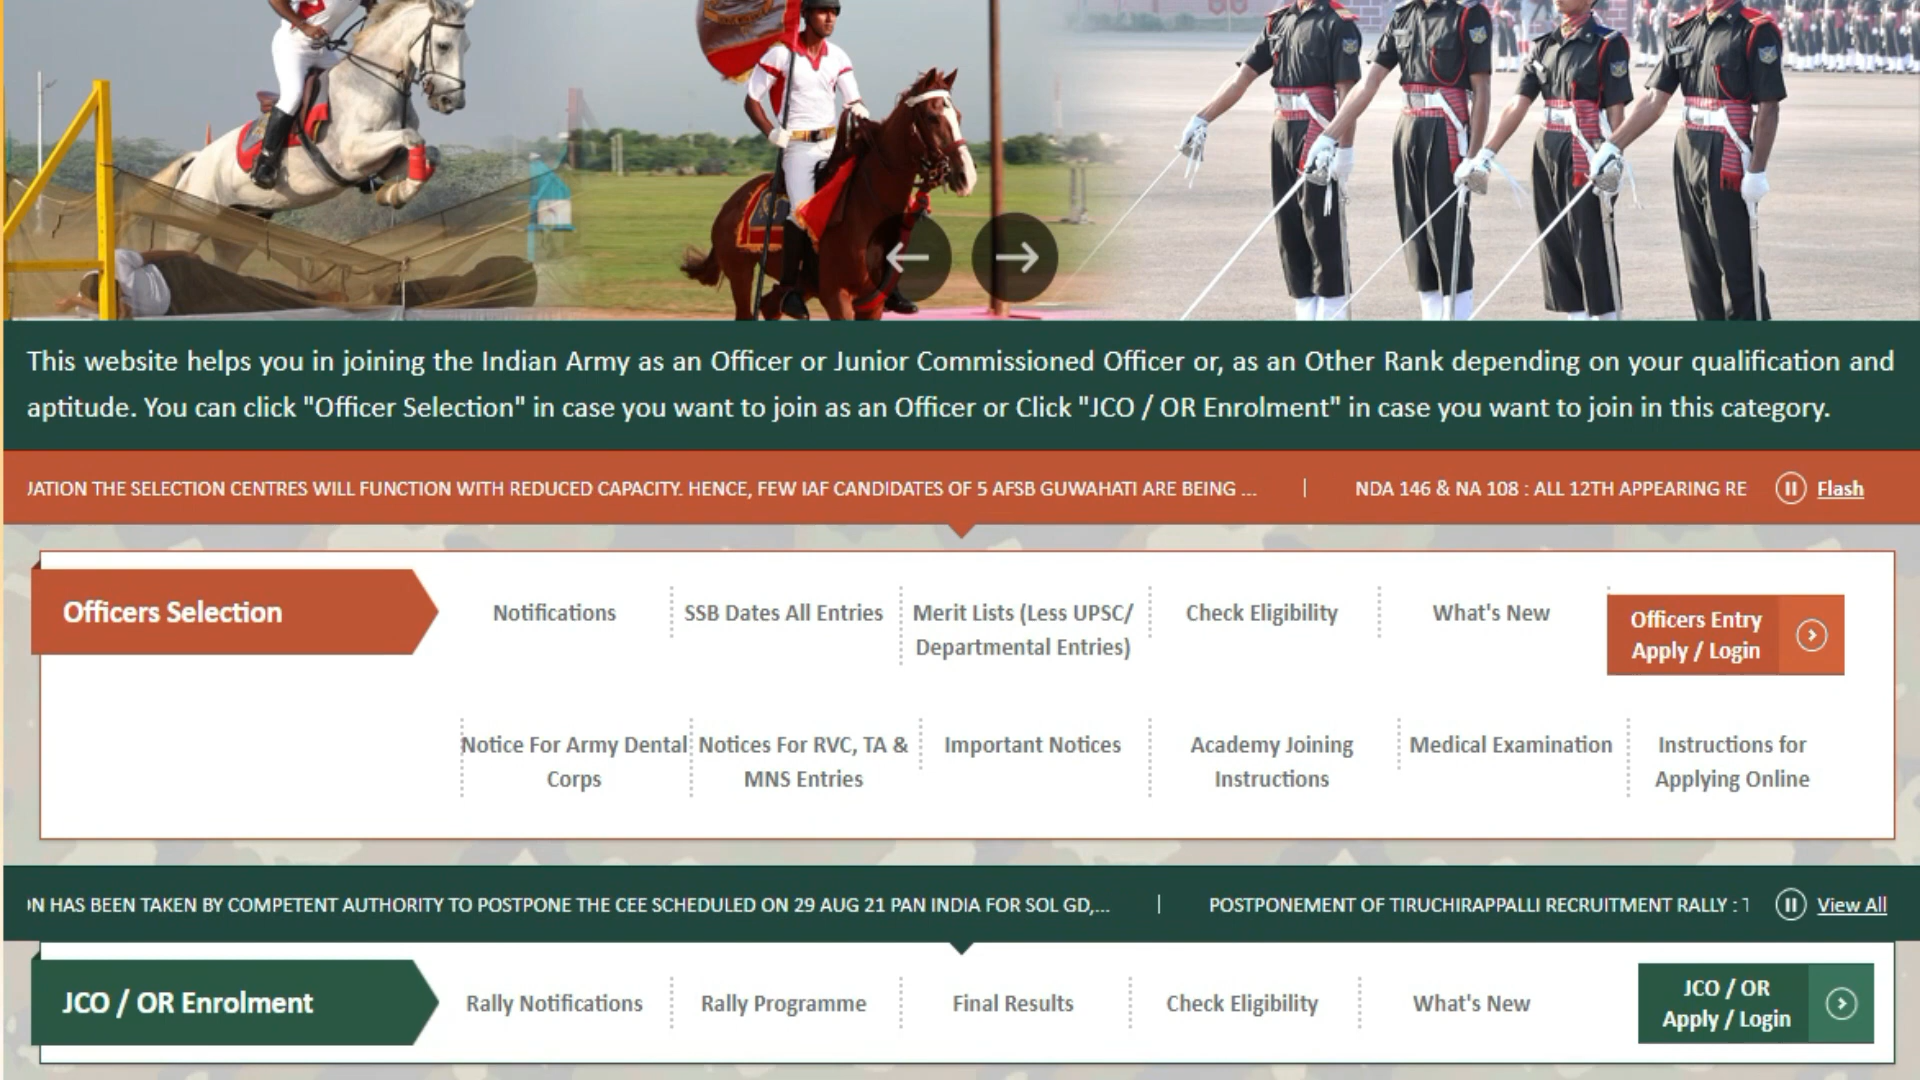 This website helps you in joining the Indian Army as an Officer or Junior Commissioned Officer or, as an Other Rank depending on your qualification and
aptitude. You can click "Officer Selection" in case you want to join as an Officer or Click "JCO / OR Enrolment" in case you want to join in this category.
JATION THE SELECTION CENTRES WILL FUNCTION WITH REDUCED CAPACITY. HENCE, FEW IAF CANDIDATES OF 5 AFSB GUWAHATI ARE BEING ... | NDA 146 & NA 108 : ALL 12TH APPEARING RE Flash
Officers Selection
Notifications
SSB Dates All Entries
Merit Lists (Less UPSC/
Departmental Entries)
Check Eligibility
What's New
Officers Entry
Apply / Login
Notice For Army Dental
Corps
Notices For RVC, TA &
MNS Entries
Important Notices
Academy Joining
Instructions
Medical Examination
Instructions for
Applying Online
ON HAS BEEN TAKEN BY COMPETENT AUTHORITY TO POSTPONE THE CEE SCHEDULED ON 29 AUG 21 PAN INDIA FOR SOL GD,... | POSTPONEMENT OF TIRUCHIRAPPALLI RECRUITMENT RALLY : View All
JCO / OR Enrolment
Rally Notifications
Rally Programme
Final Results
Check Eligibility
What's New
JCO / OR
Apply / Login